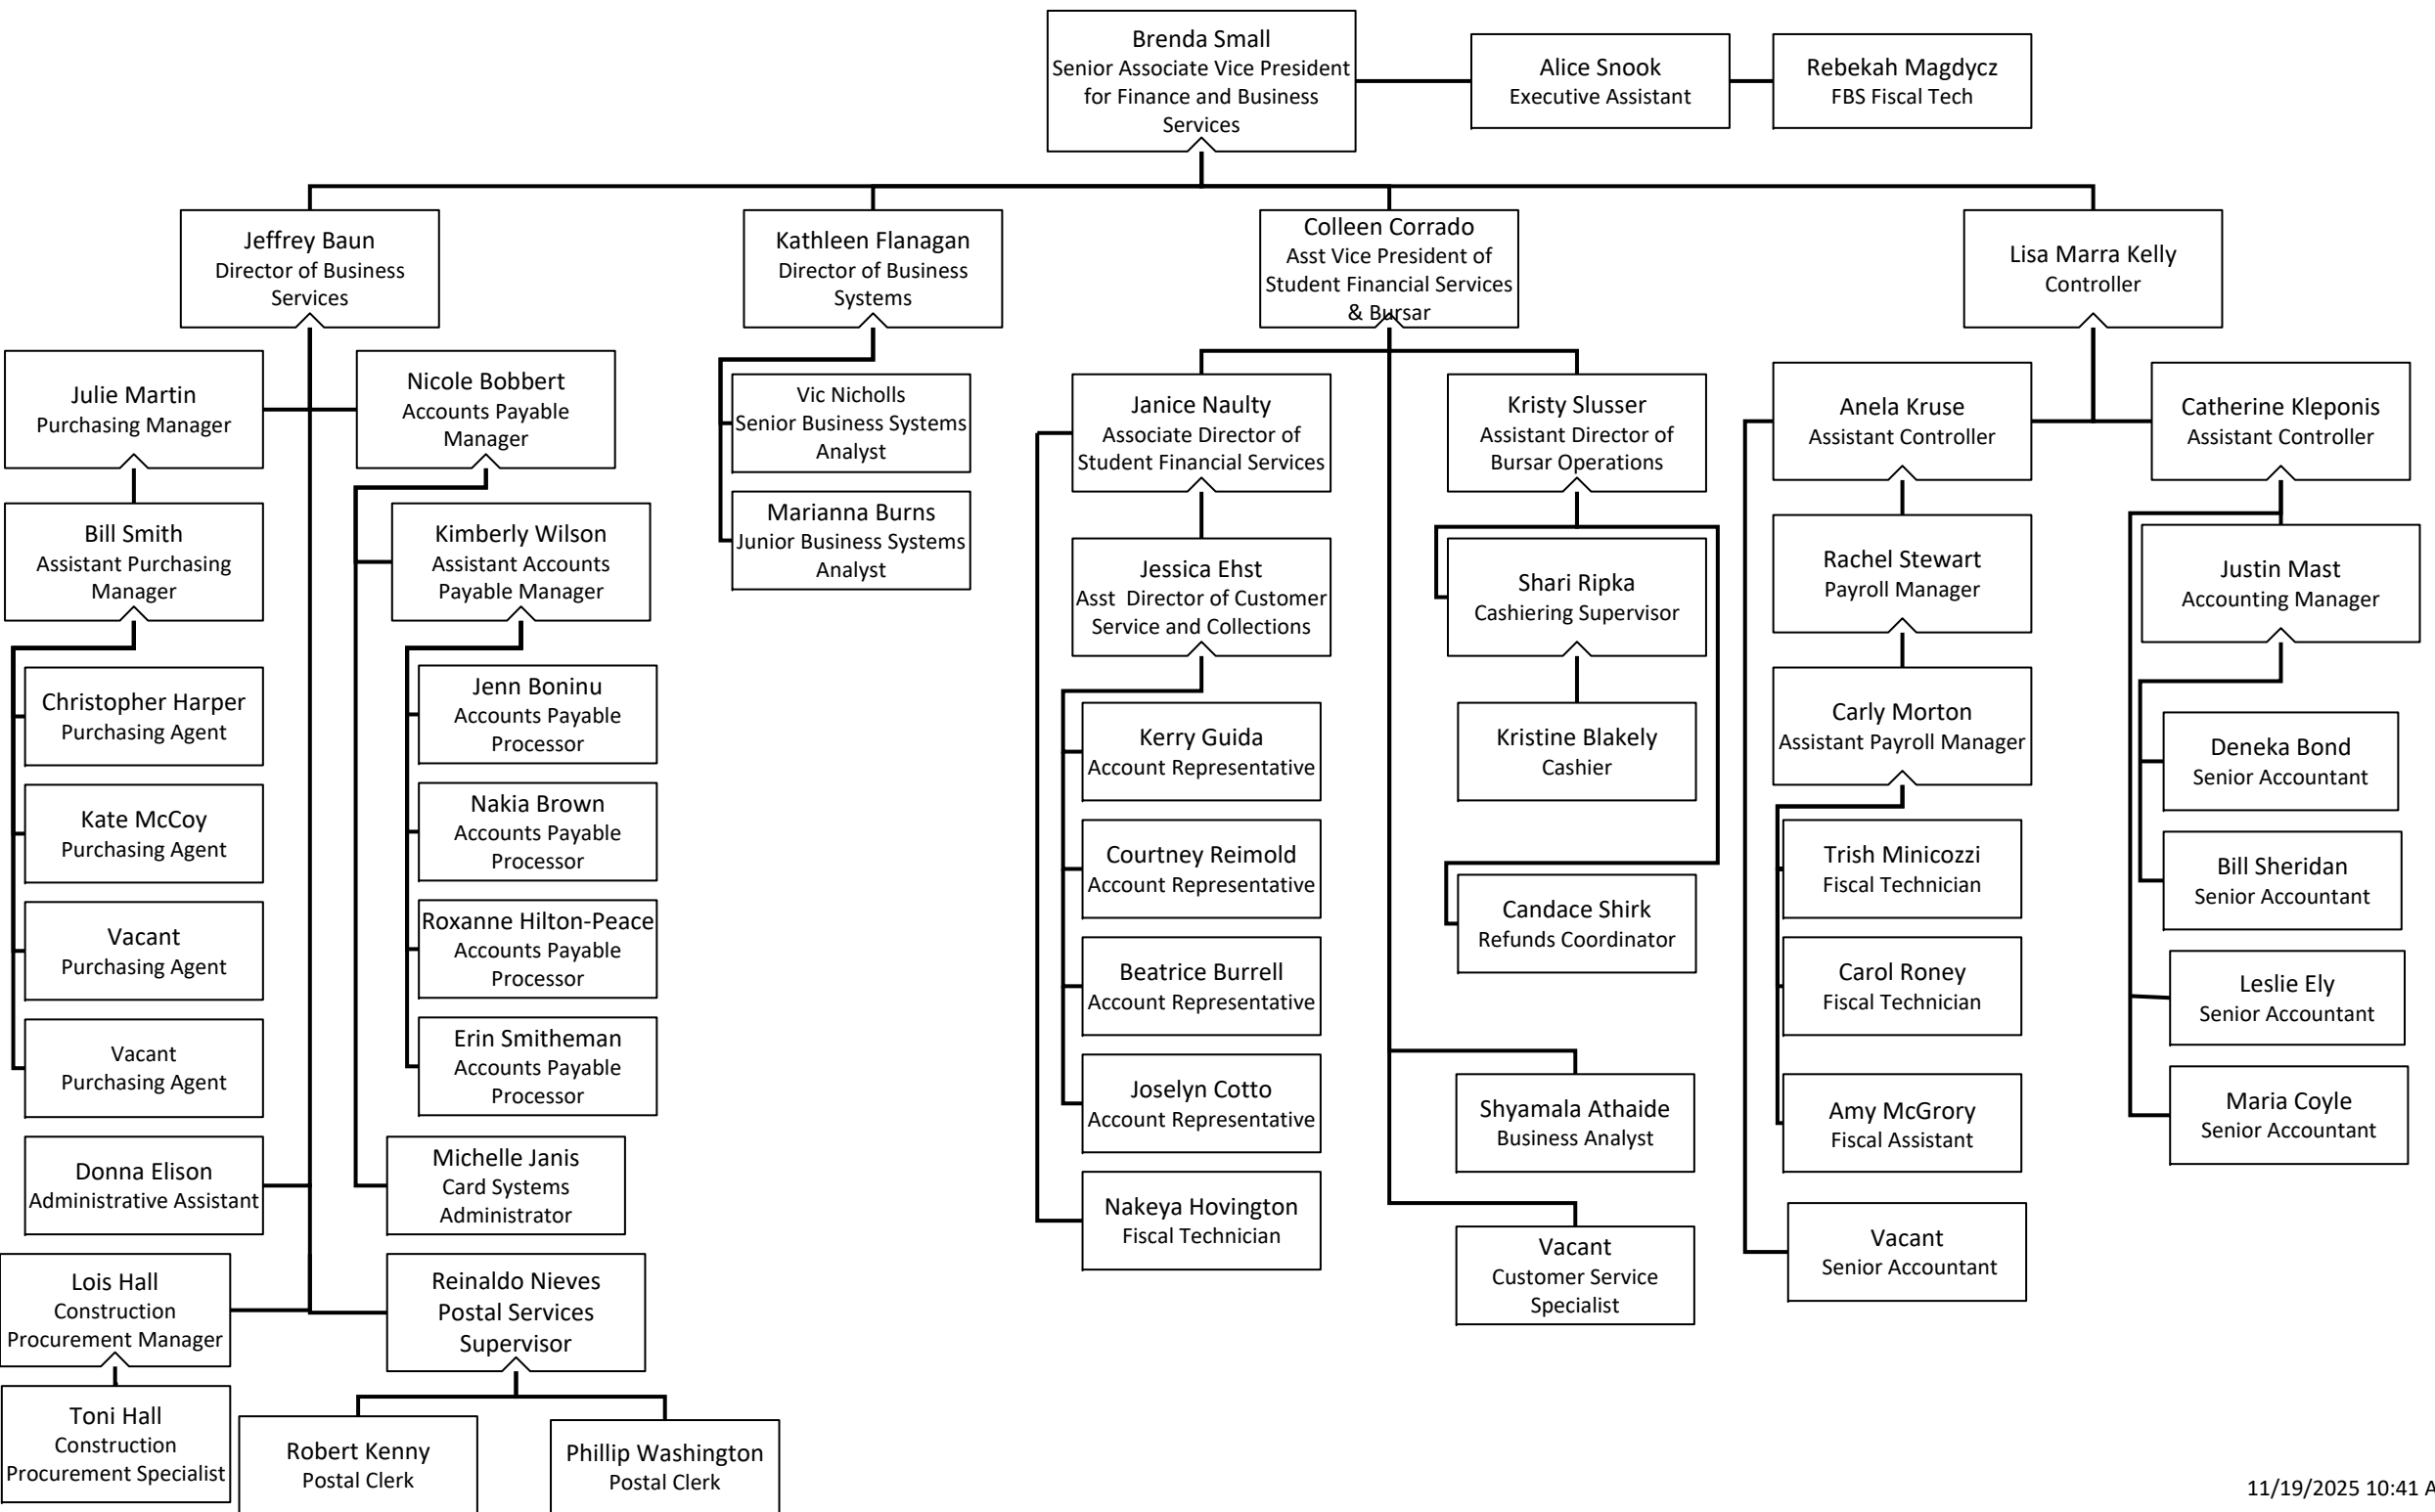 Brenda Small
Senior Associate Vice President
for Finance and Business
Services
Alice Snook
Executive Assistant
Rebekah Magdycz
FBS Fiscal Tech
Jeffrey Baun
Director of Business
Services
Kathleen Flanagan
Director of Business
Systems
Colleen Corrado
Asst Vice President of
Student Financial Services
& Bursar
Lisa Marra Kelly
Controller
Julie Martin
Purchasing Manager
Nicole Bobbert
Accounts Payable
Manager
Vic Nicholls
Senior Business Systems
Analyst
Marianna Burns
Junior Business Systems
Analyst
Janice Naulty
Associate Director of
Student Financial Services
Kristy Slusser
Assistant Director of
Bursar Operations
Anela Kruse
Assistant Controller
Catherine Kleponis
Assistant Controller
Bill Smith
Assistant Purchasing
Manager
Kimberly Wilson
Assistant Accounts
Payable Manager
Jessica Ehst
Asst  Director of Customer
Service and Collections
Shari Ripka
Cashiering Supervisor
Rachel Stewart
Payroll Manager
Justin Mast
Accounting Manager
Christopher Harper
Purchasing Agent
Kate McCoy
Purchasing Agent
Vacant
Purchasing Agent
Vacant
Purchasing Agent
Donna Elison
Administrative Assistant
Jenn Boninu
Accounts Payable
Processor
Nakia Brown
Accounts Payable
Processor
Roxanne Hilton-Peace
Accounts Payable
Processor
Erin Smitheman
Accounts Payable
Processor
Michelle Janis
Card Systems
Administrator
Kerry Guida
Account Representative
Courtney Reimold
Account Representative
Beatrice Burrell
Account Representative
Joselyn Cotto
Account Representative
Nakeya Hovington
Fiscal Technician
Kristine Blakely
Cashier
Candace Shirk
Refunds Coordinator
Shyamala Athaide
Business Analyst
Vacant
Customer Service
Specialist
Carly Morton
Assistant Payroll Manager
Trish Minicozzi
Fiscal Technician
Carol Roney
Fiscal Technician
Amy McGrory
Fiscal Assistant
Vacant
Senior Accountant
Deneka Bond
Senior Accountant
Bill Sheridan
Senior Accountant
Leslie Ely
Senior Accountant
Maria Coyle
Senior Accountant
Lois Hall
Construction
Procurement Manager
Reinaldo Nieves
Postal Services
Supervisor
Toni Hall
Construction
Procurement Specialist
Robert Kenny
Postal Clerk
Phillip Washington
Postal Clerk
11/19/2025 10:41 A